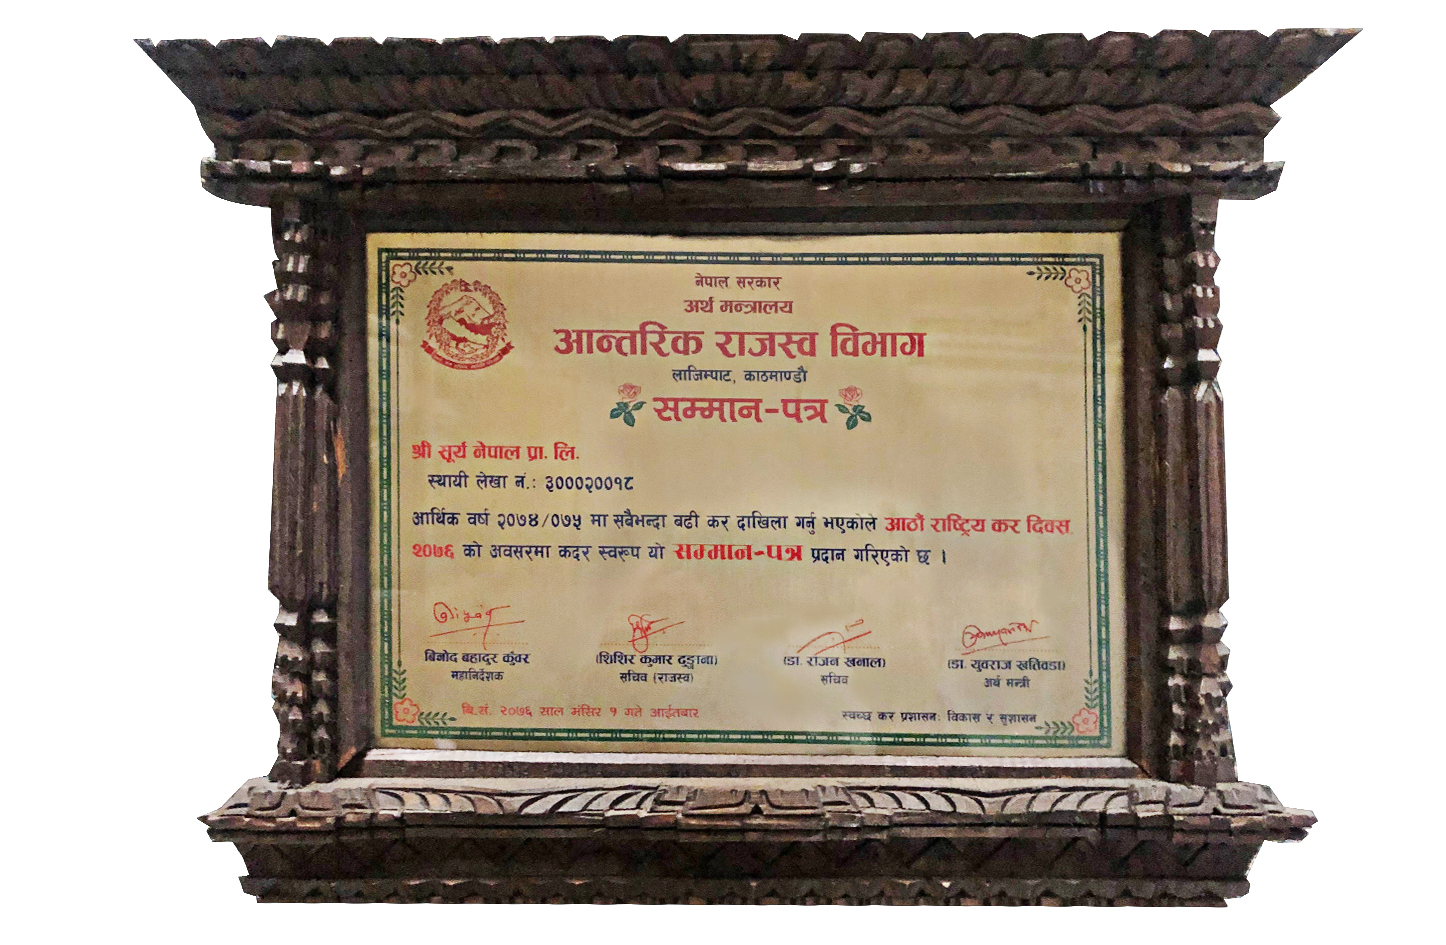 नेपाल सरकार
अर्थ मन्त्रालय
आन्तरिक राजस्व विभाग
लाजिम्पाट, काठमाण्डौ
सम्मान-पत्र
श्री सूर्य नेपाल प्रा. लि.
स्थायी लेखा नं.: ३०००२००१८
आर्थिक वर्ष २०७४/०७५ मा सबैभन्दा बढी कर दाखिला गर्नु भएकोले आठौं राष्ट्रिय कर दिवस,
२०७६ को अवसरमा कदर स्वरूप यो सम्मान-पत्र प्रदान गरिएको छ ।
बिनोद बहादुर कुँवर
महानिर्देशक
(शिशिर कुमार ढुङ्गाना)
सचिव (राजस्व)
(डा. राजन खनाल)
सचिव
(डा. युवराज खतिवडा)
अर्थ मन्त्री
बि.सं. २०७६ साल मंसिर १ गते आईतबार
स्वच्छ कर प्रशासनः विकास र सुशासन